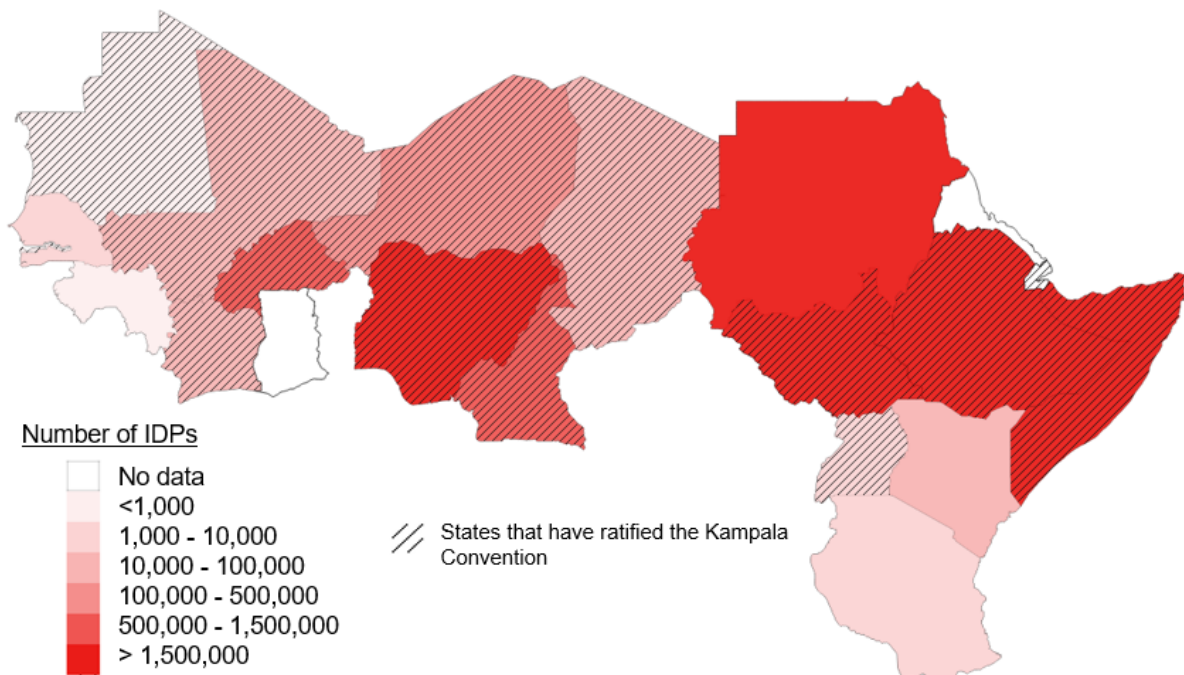 Number of IDPs
No data
<1,000
1,000 - 10,000
10,000 - 100,000
100,000 - 500,000
500,000 - 1,500,000
> 1,500,000
States that have ratified the Kampala
Convention